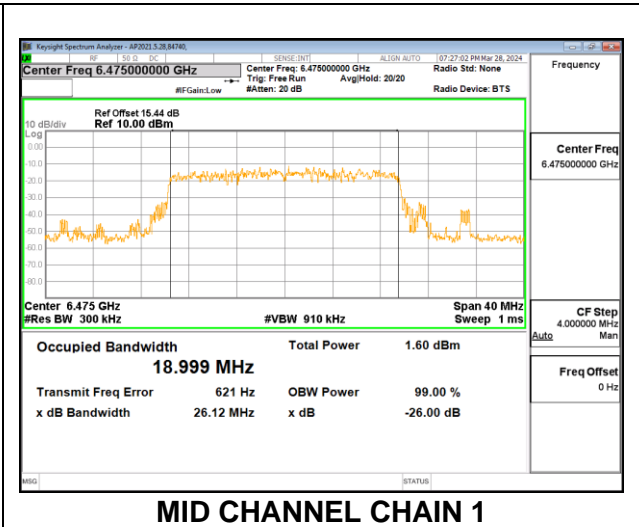 Keysight Spectrum Analyzer - AP2021.5.28,84740,
RF 50 Ω DC SENSE:INT ALIGN AUTO 07:27:02 PM Mar 28, 2024
Center Freq 6.475000000 GHz Center Freq: 6.475000000 GHz Radio Std: None Frequency
Trig: Free Run Avg|Hold: 20/20
#IFGain:Low #Atten: 20 dB Radio Device: BTS
Ref Offset 15.44 dB
10 dB/div Ref 10.00 dBm
Log
0.00
-10.0
-20.0
-30.0
-40.0
-50.0
-60.0
-70.0
-80.0
Center Freq
6.475000000 GHz
Center 6.475 GHz Span 40 MHz
#Res BW 300 kHz #VBW 910 kHz Sweep 1 ms
CF Step
4.000000 MHz
Auto Man
Occupied Bandwidth Total Power 1.60 dBm
18.999 MHz
Freq Offset
0 Hz
Transmit Freq Error 621 Hz OBW Power 99.00 %
x dB Bandwidth 26.12 MHz x dB -26.00 dB
MSG STATUS
MID CHANNEL CHAIN 1